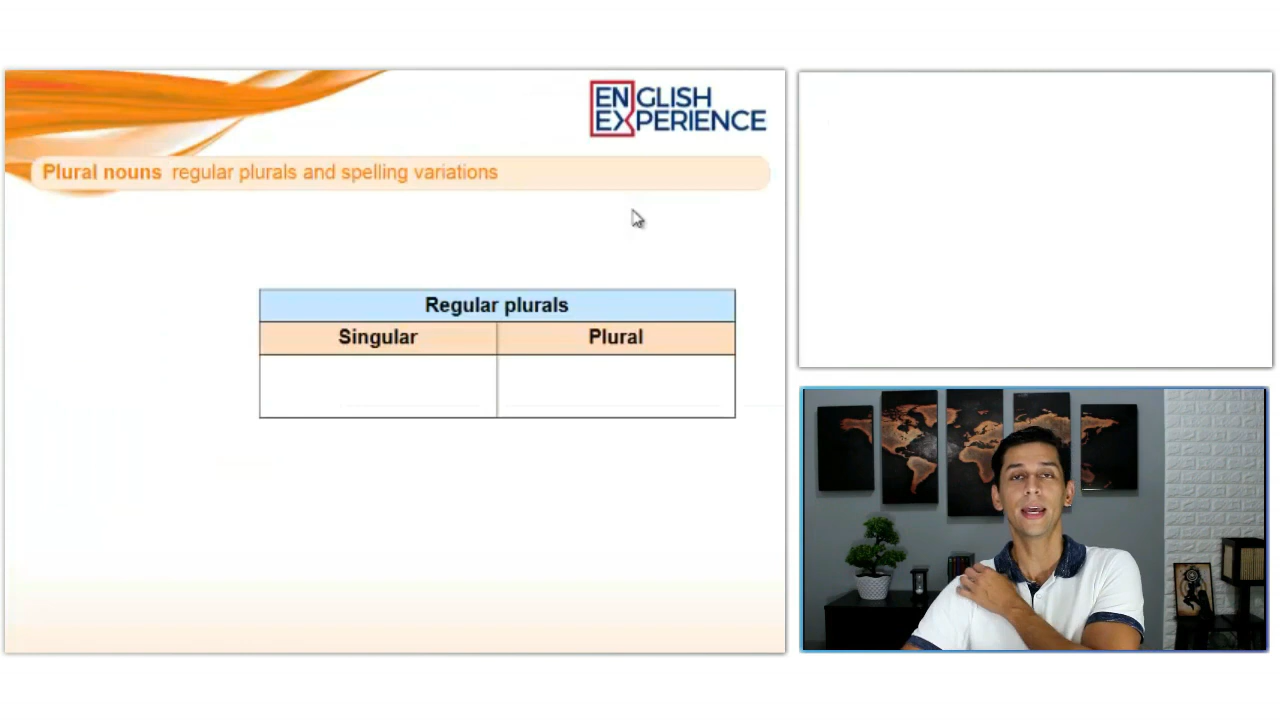 ENGLISH
EXPERIENCE
Plural nouns regular plurals and spelling variations
Regular plurals
Singular Plural